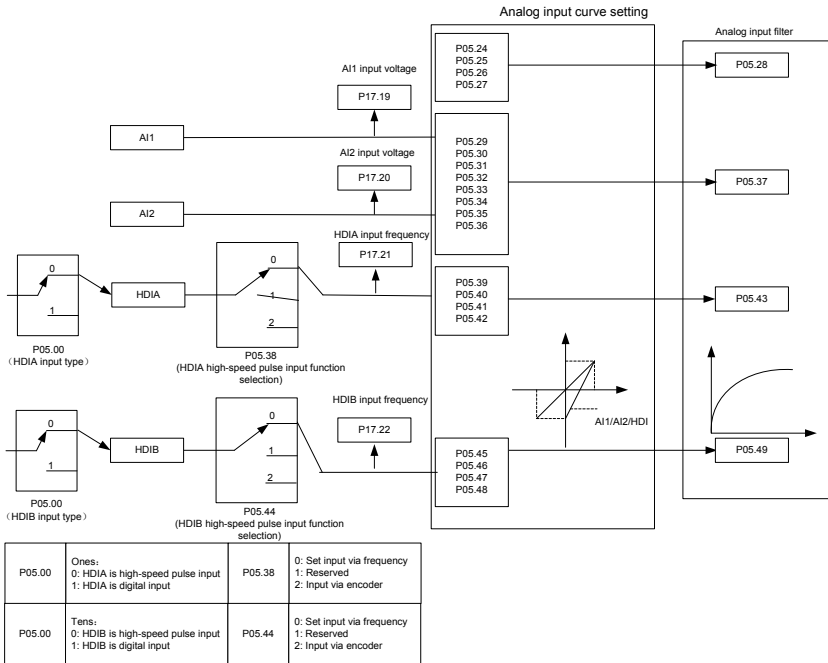 Analog input curve setting
Analog input filter
P05.24
P05.25
P05.26
P05.27
P05.28
AI1 input voltage
P17.19
AI1
AI2 input voltage
P17.20
AI2
P05.29
P05.30
P05.31
P05.32
P05.33
P05.34
P05.35
P05.36
P05.37
HDIA input frequency
P17.21
0
1
HDIA
0
1
2
P05.39
P05.40
P05.41
P05.42
P05.43
P05.00
（HDIA input type）
P05.38
(HDIA high-speed pulse input function
selection)
AI1/AI2/HDI
HDIB input frequency
P17.22
0
1
HDIB
0
1
2
P05.45
P05.46
P05.47
P05.48
P05.49
P05.00
（HDIB input type）
P05.44
(HDIB high-speed pulse input function
selection)
P05.00
Ones:
0: HDIA is high-speed pulse input
1: HDIA is digital input
P05.38
0: Set input via frequency
1: Reserved
2: Input via encoder
P05.00
Tens:
0: HDIB is high-speed pulse input
1: HDIB is digital input
P05.44
0: Set input via frequency
1: Reserved
2: Input via encoder